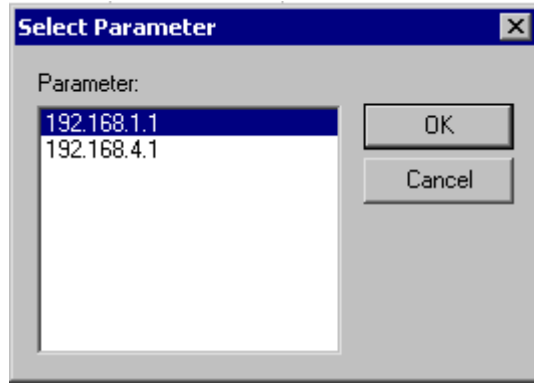 Select Parameter
Parameter:
192.168.1.1
192.168.4.1
OK
Cancel